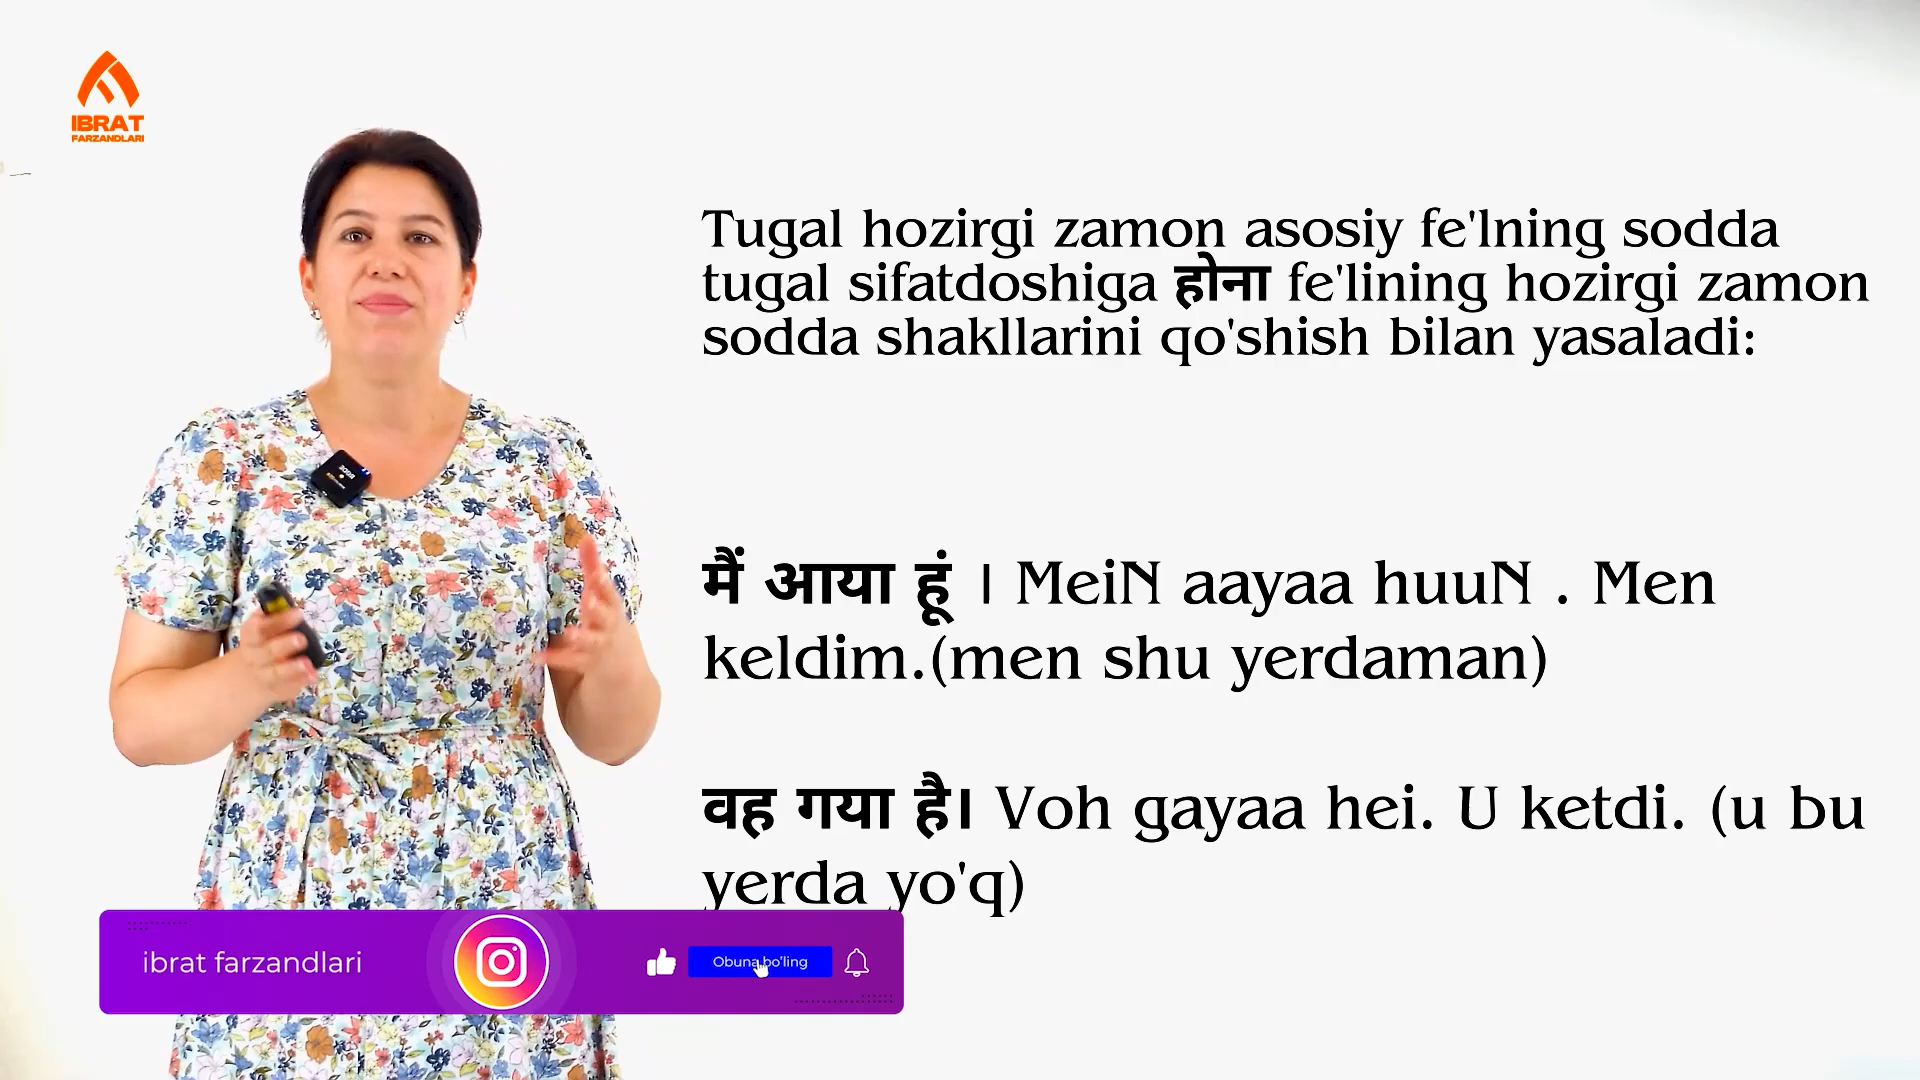 IBRAT
FARZANDLARI
Tugal hozirgi zamon asosiy fe'lning sodda
tugal sifatdoshiga होना fe'lining hozirgi zamon
sodda shakllarini qo'shish bilan yasaladi:
मैं आया हूं । MeiN aayaa huuN . Men
keldim.(men shu yerdaman)
वह गया है। Voh gayaa hei. U ketdi. (u bu
yerda yo'q)
ibrat farzandlari
Obuna bo'ling